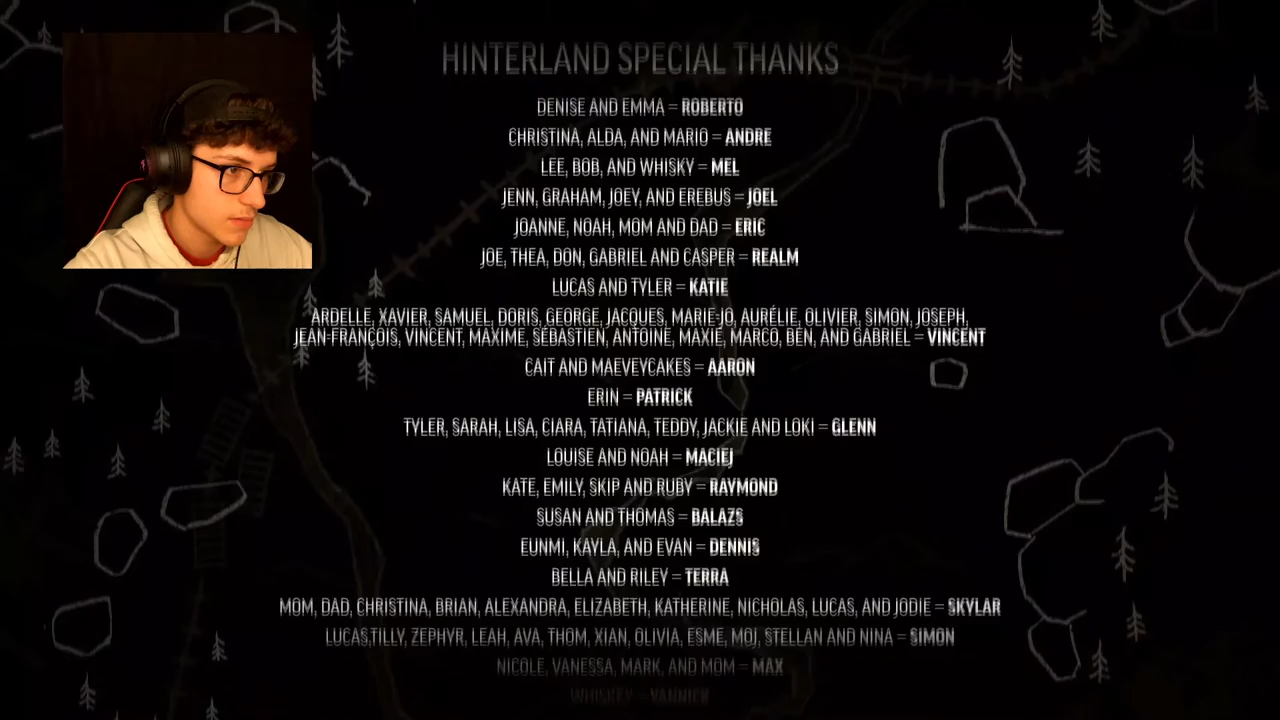 HINTERLAND SPECIAL THANKS
DENISE AND EMMA = ROBERTO
CHRISTINA, ALDA, AND MARIO = ANDRE
LEE, BOB, AND WHISKY = MEL
JENN, GRAHAM, JOEY, AND EREBUS = JOEL
JOANNE, NOAH, MOM AND DAD = ERIC
JOE, THEA, DON, GABRIEL AND CASPER = REALM
LUCAS AND TYLER = KATIE
ARDELLE, XAVIER, SAMUEL, DORIS, GEORGE, JACQUES, MARIE-JO, AURÉLIE, OLIVIER, SIMON, JOSEPH,
JEAN-FRANÇOIS, VINCENT, MAXIME, SÉBASTIEN, ANTOINE, MAXIE, MARCO, BEN, AND GABRIEL = VINCENT
CAIT AND MAEVEYCAKES = AARON
ERIN = PATRICK
TYLER, SARAH, LISA, CIARA, TATIANA, TEDDY, JACKIE AND LOKI = GLENN
LOUISE AND NOAH = MACIEJ
KATE, EMILY, SKIP AND RUBY = RAYMOND
SUSAN AND THOMAS = BALAZS
EUNMI, KAYLA, AND EVAN = DENNIS
BELLA AND RILEY = TERRA
MOM, DAD, CHRISTINA, BRIAN, ALEXANDRA, ELIZABETH, KATHERINE, NICHOLAS, LUCAS, AND JODIE = SKYLAR
LUCAS,TILLY, ZEPHYR, LEAH, AVA, THOM, XIAN, OLIVIA, ESME, MOJ, STELLAN AND NINA = SIMON
NICOLE, VANESSA, MARK, AND MOM = MAX
WHISKEY = YANNICK